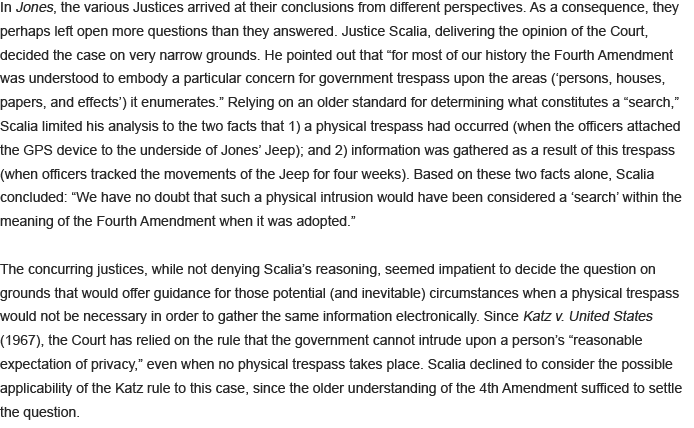 In Jones, the various Justices arrived at their conclusions from different perspectives. As a consequence, they
perhaps left open more questions than they answered. Justice Scalia, delivering the opinion of the Court,
decided the case on very narrow grounds. He pointed out that “for most of our history the Fourth Amendment
was understood to embody a particular concern for government trespass upon the areas (‘persons, houses,
papers, and effects’) it enumerates.” Relying on an older standard for determining what constitutes a “search,”
Scalia limited his analysis to the two facts that 1) a physical trespass had occurred (when the officers attached
the GPS device to the underside of Jones’ Jeep); and 2) information was gathered as a result of this trespass
(when officers tracked the movements of the Jeep for four weeks). Based on these two facts alone, Scalia
concluded: “We have no doubt that such a physical intrusion would have been considered a ‘search’ within the
meaning of the Fourth Amendment when it was adopted.”
The concurring justices, while not denying Scalia’s reasoning, seemed impatient to decide the question on
grounds that would offer guidance for those potential (and inevitable) circumstances when a physical trespass
would not be necessary in order to gather the same information electronically. Since Katz v. United States
(1967), the Court has relied on the rule that the government cannot intrude upon a person’s “reasonable
expectation of privacy,” even when no physical trespass takes place. Scalia declined to consider the possible
applicability of the Katz rule to this case, since the older understanding of the 4th Amendment sufficed to settle
the question.